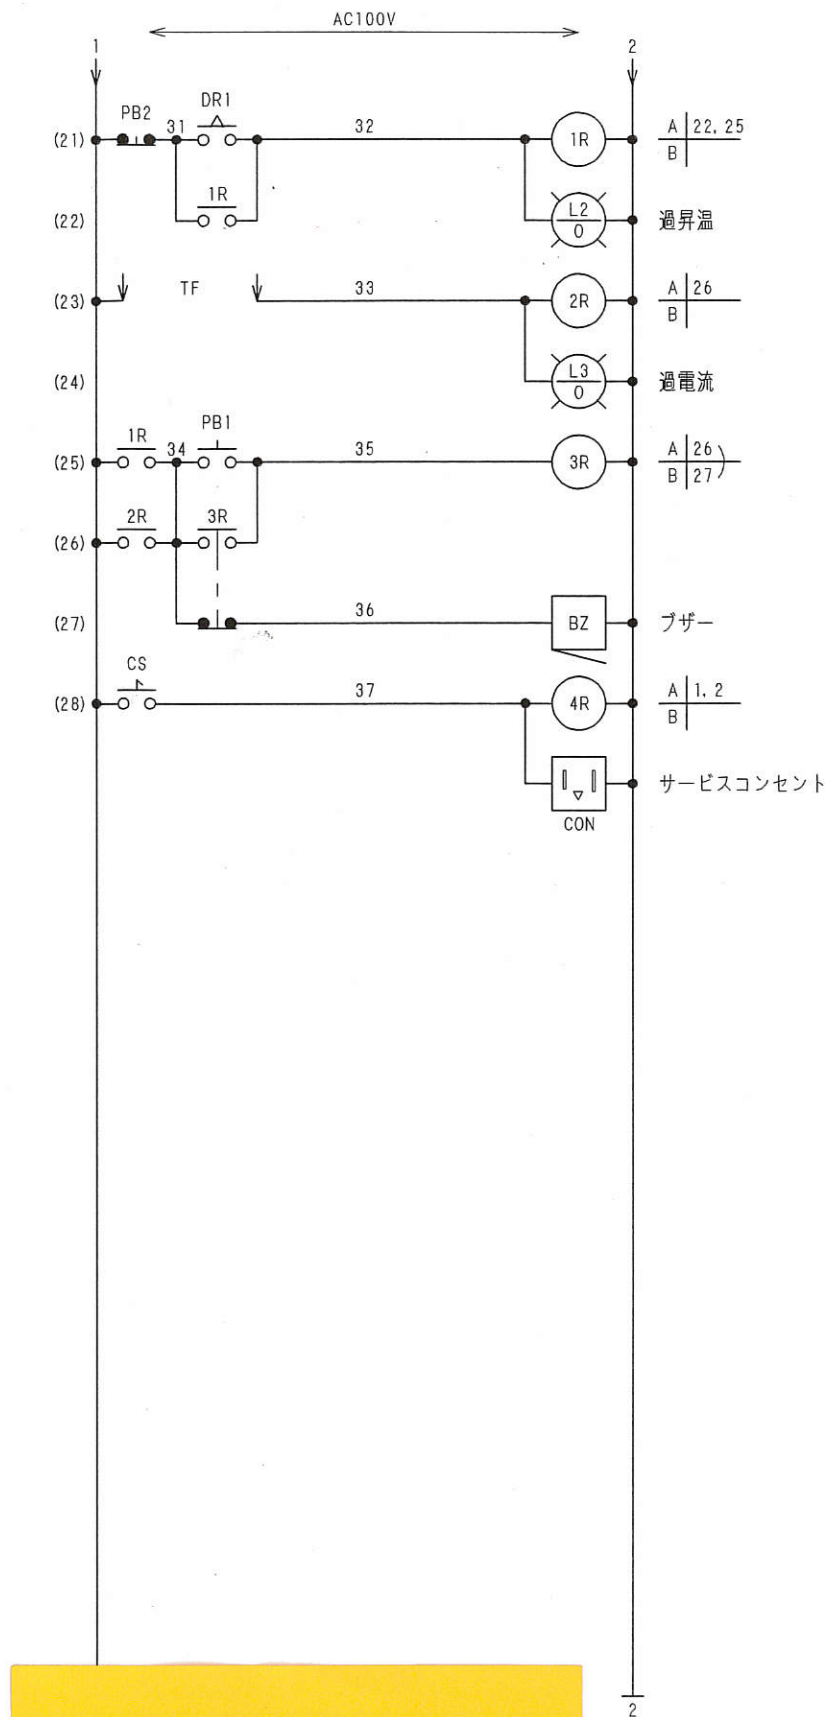 AC100V
1
2
PB2
31
DR1
32
(21)
1R
A 22, 25
B
1R
(22)
L2
O
過昇温
(23)
TF
33
2R
A 26
B
(24)
L3
O
過電流
1R
34
PB1
35
(25)
3R
A 26
B 27
2R
3R
(26)
(27)
36
BZ
ブザー
CS
(28)
37
4R
A 1, 2
B
サービスコンセント
CON
2